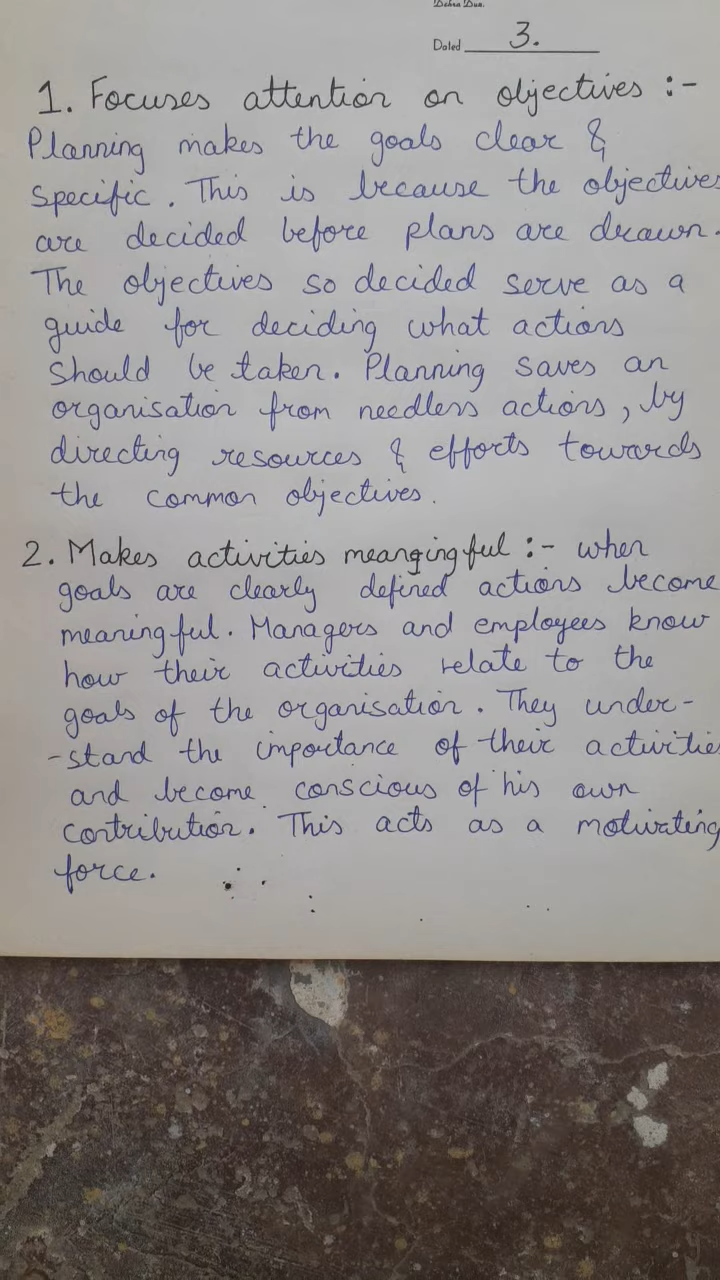 Dehra Dun.
Dated 3.
1. Focuses attention on objectives :-
Planning makes the goals clear &
Specific. This is because the objectives
are decided before plans are drawn.
The objectives so decided serve as a
guide for deciding what actions
should be taken. Planning saves an
organisation from needless actions, by
directing resources & efforts towards
the common objectives.
2. Makes activities meangingful :- when
goals are clearly defined actions become
meaningful. Managers and employees know
how their activities relate to the
goals of the organisation. They under-
-stand the importance of their activities
and become conscious of his own
contribution. This acts as a motivating
force.